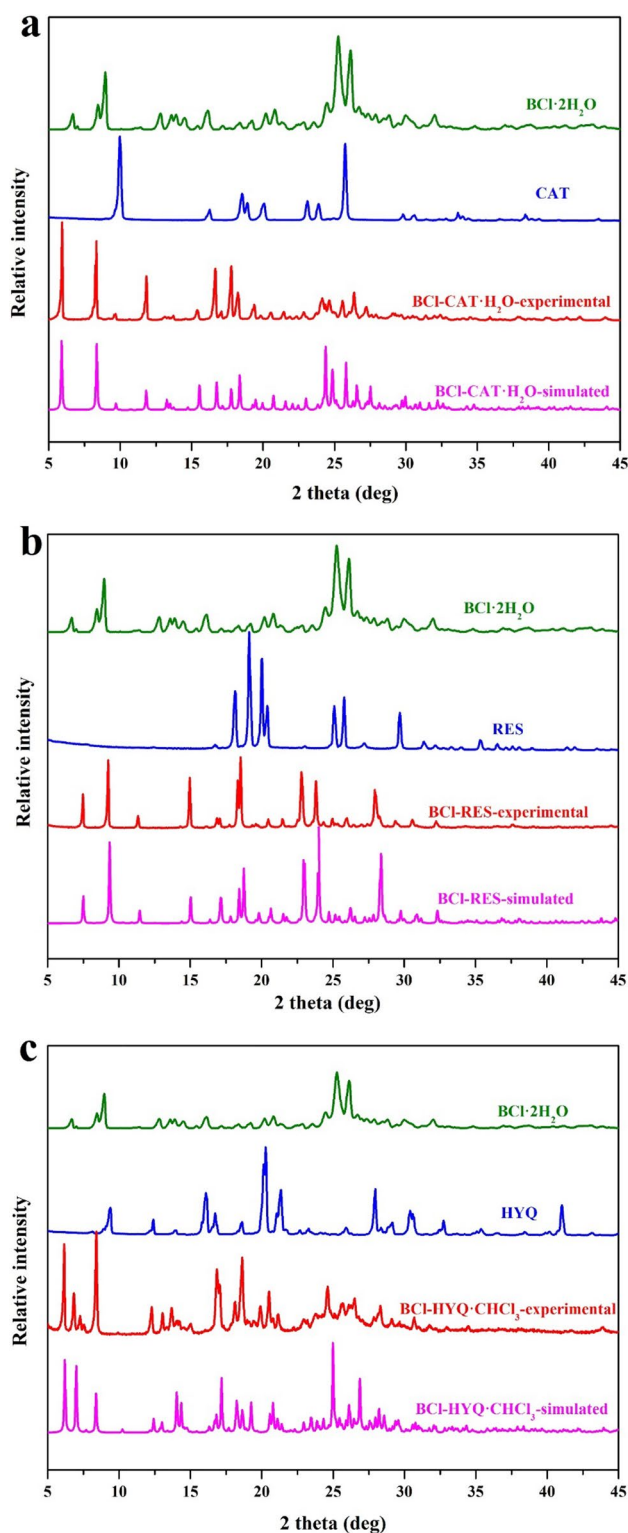 a
BCl·2H₂O
CAT
BCl-CAT·H₂O-experimental
BCl-CAT·H₂O-simulated
Relative intensity
5 10 15 20 25 30 35 40 45
2 theta (deg)
b
BCl·2H₂O
RES
BCl-RES-experimental
BCl-RES-simulated
Relative intensity
5 10 15 20 25 30 35 40 45
2 theta (deg)
c
BCl·2H₂O
HYQ
BCl-HYQ·CHCl₃-experimental
BCl-HYQ·CHCl₃-simulated
Relative intensity
5 10 15 20 25 30 35 40 45
2 theta (deg)